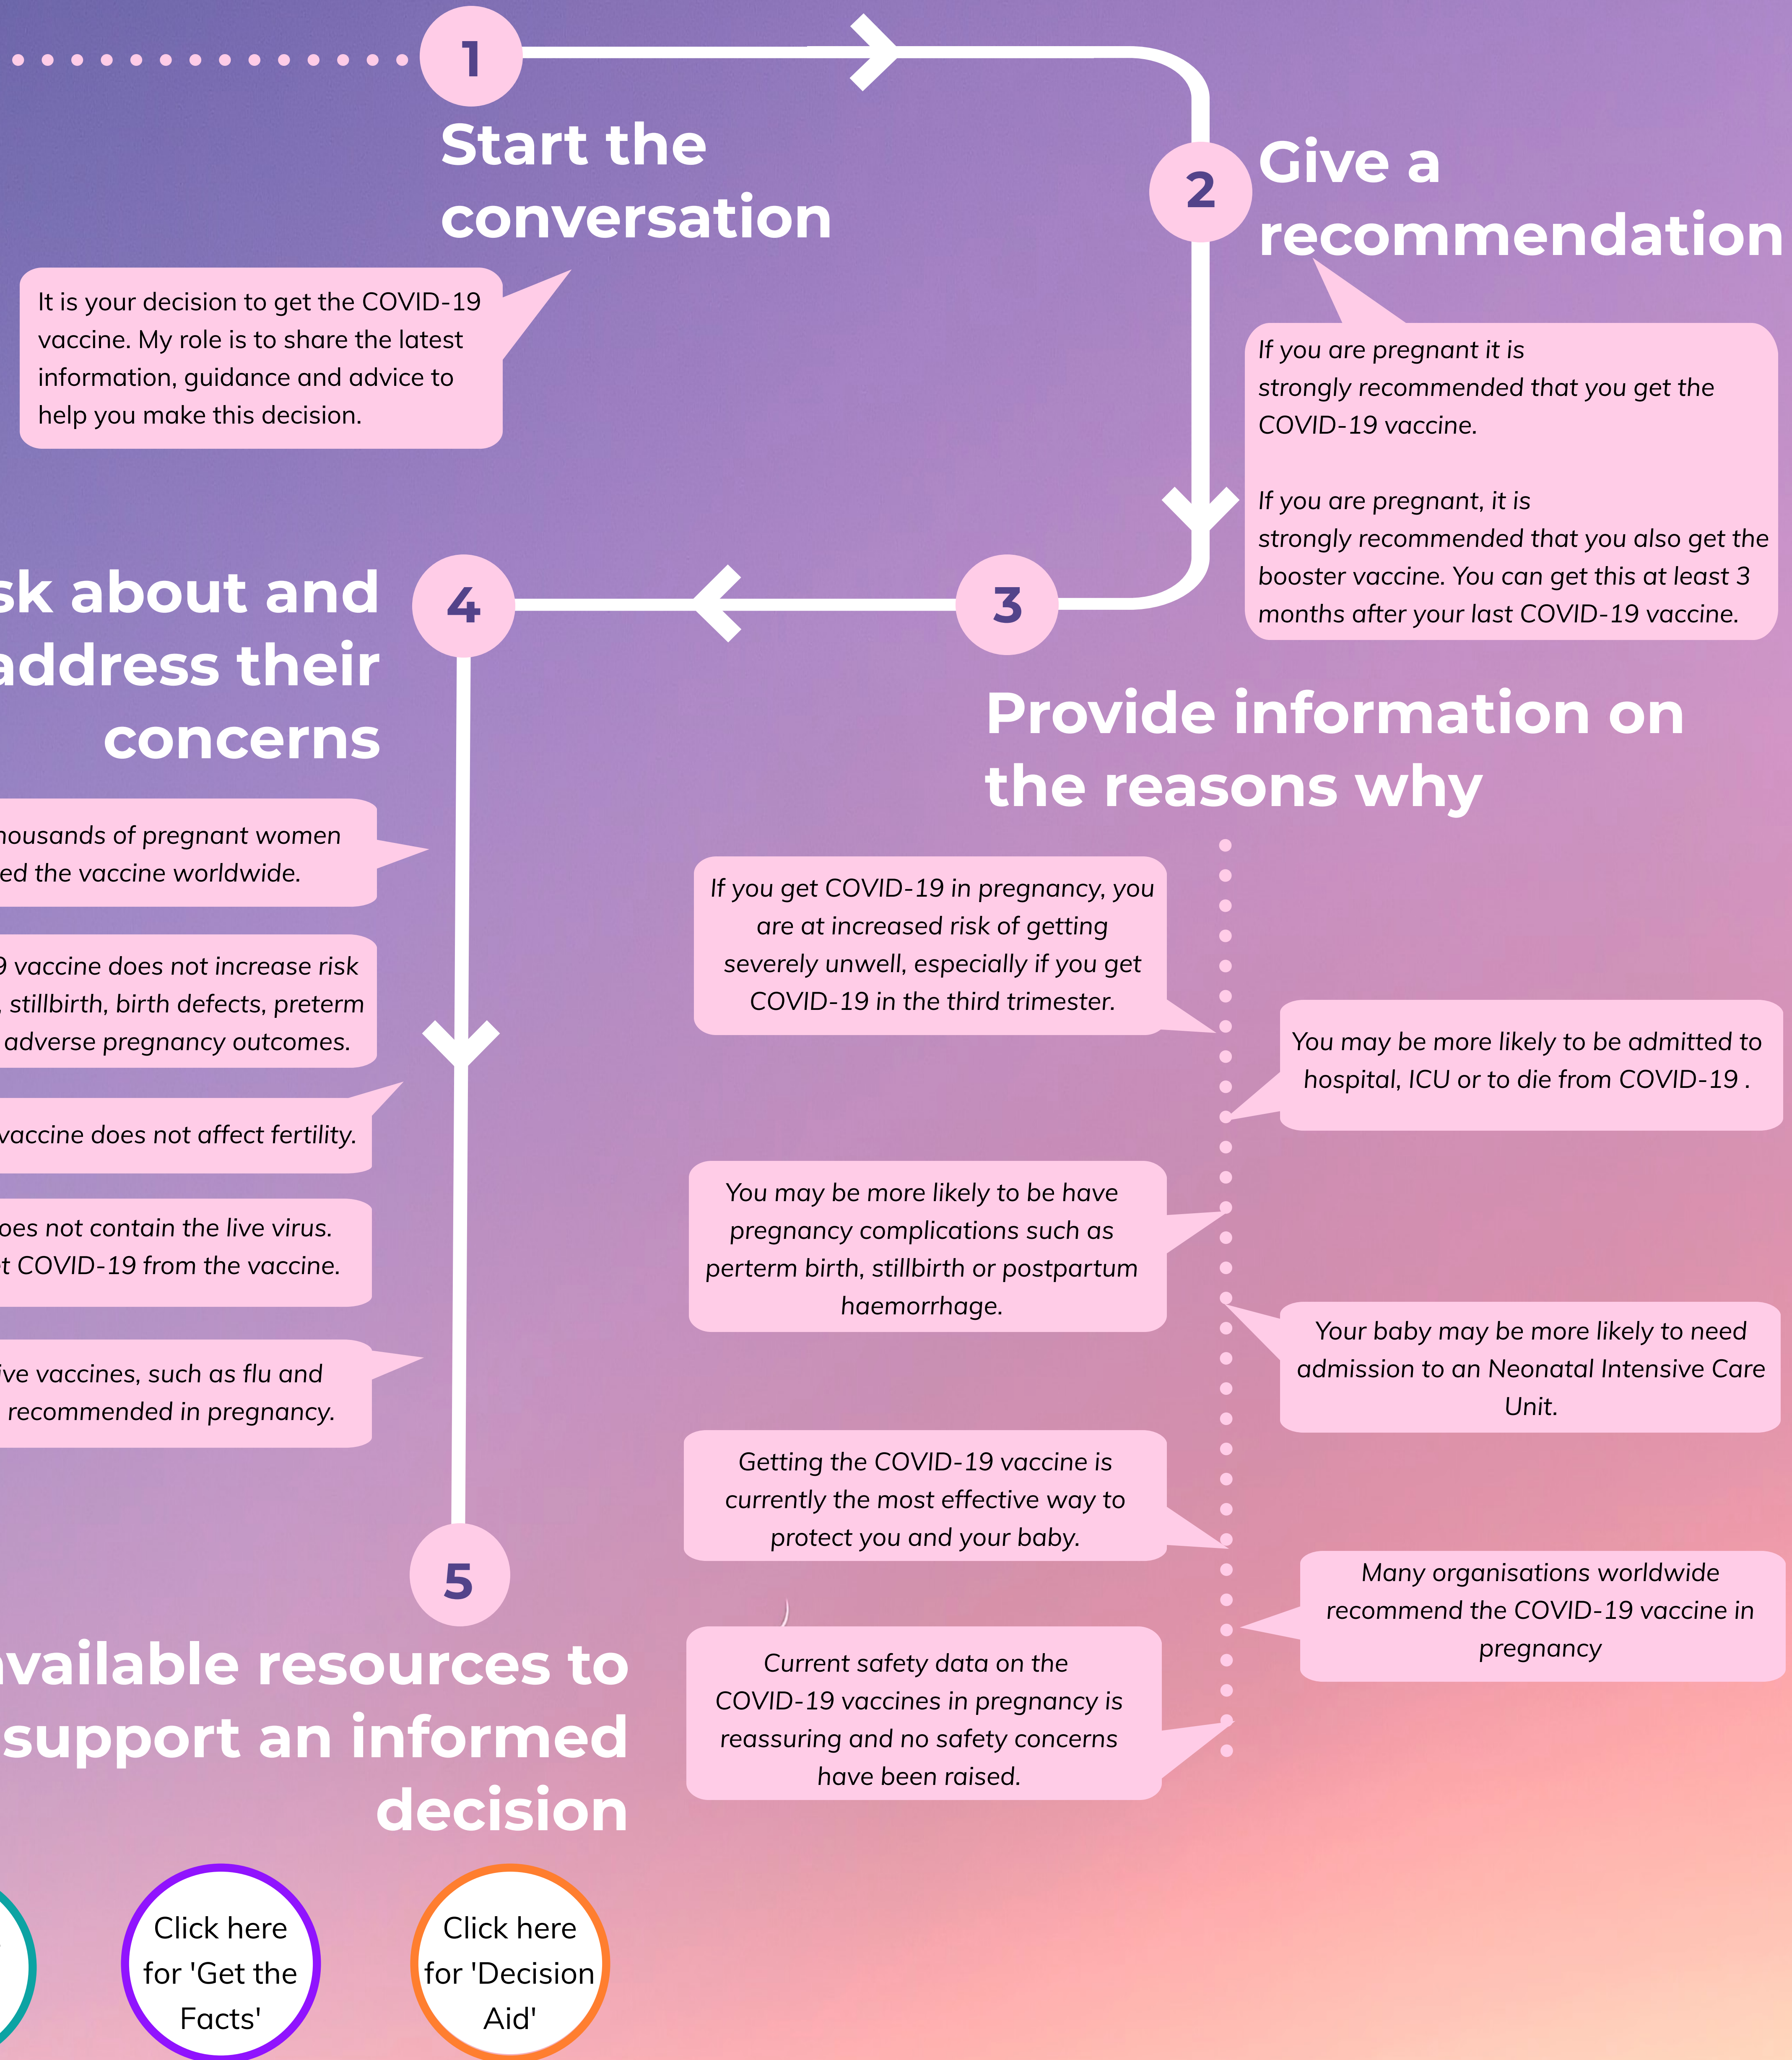 1
Start the
conversation
It is your decision to get the COVID-19
vaccine. My role is to share the latest
information, guidance and advice to
help you make this decision.
2
Give a
recommendation
If you are pregnant it is
strongly recommended that you get the
COVID-19 vaccine.
If you are pregnant, it is
strongly recommended that you also get the
booster vaccine. You can get this at least 3
months after your last COVID-19 vaccine.
3
Provide information on
the reasons why
If you get COVID-19 in pregnancy, you
are at increased risk of getting
severely unwell, especially if you get
COVID-19 in the third trimester.
You may be more likely to be admitted to
hospital, ICU or to die from COVID-19 .
You may be more likely to be have
pregnancy complications such as
perterm birth, stillbirth or postpartum
haemorrhage.
Your baby may be more likely to need
admission to an Neonatal Intensive Care
Unit.
Getting the COVID-19 vaccine is
currently the most effective way to
protect you and your baby.
Many organisations worldwide
recommend the COVID-19 vaccine in
pregnancy
Current safety data on the
COVID-19 vaccines in pregnancy is
reassuring and no safety concerns
have been raised.
4
sk about and
address their
concerns
housands of pregnant women
ed the vaccine worldwide.
9 vaccine does not increase risk
, stillbirth, birth defects, preterm
adverse pregnancy outcomes.
vaccine does not affect fertility.
oes not contain the live virus.
et COVID-19 from the vaccine.
ive vaccines, such as flu and
recommended in pregnancy.
5
vailable resources to
support an informed
decision
Click here
for 'Get the
Facts'
Click here
for 'Decision
Aid'